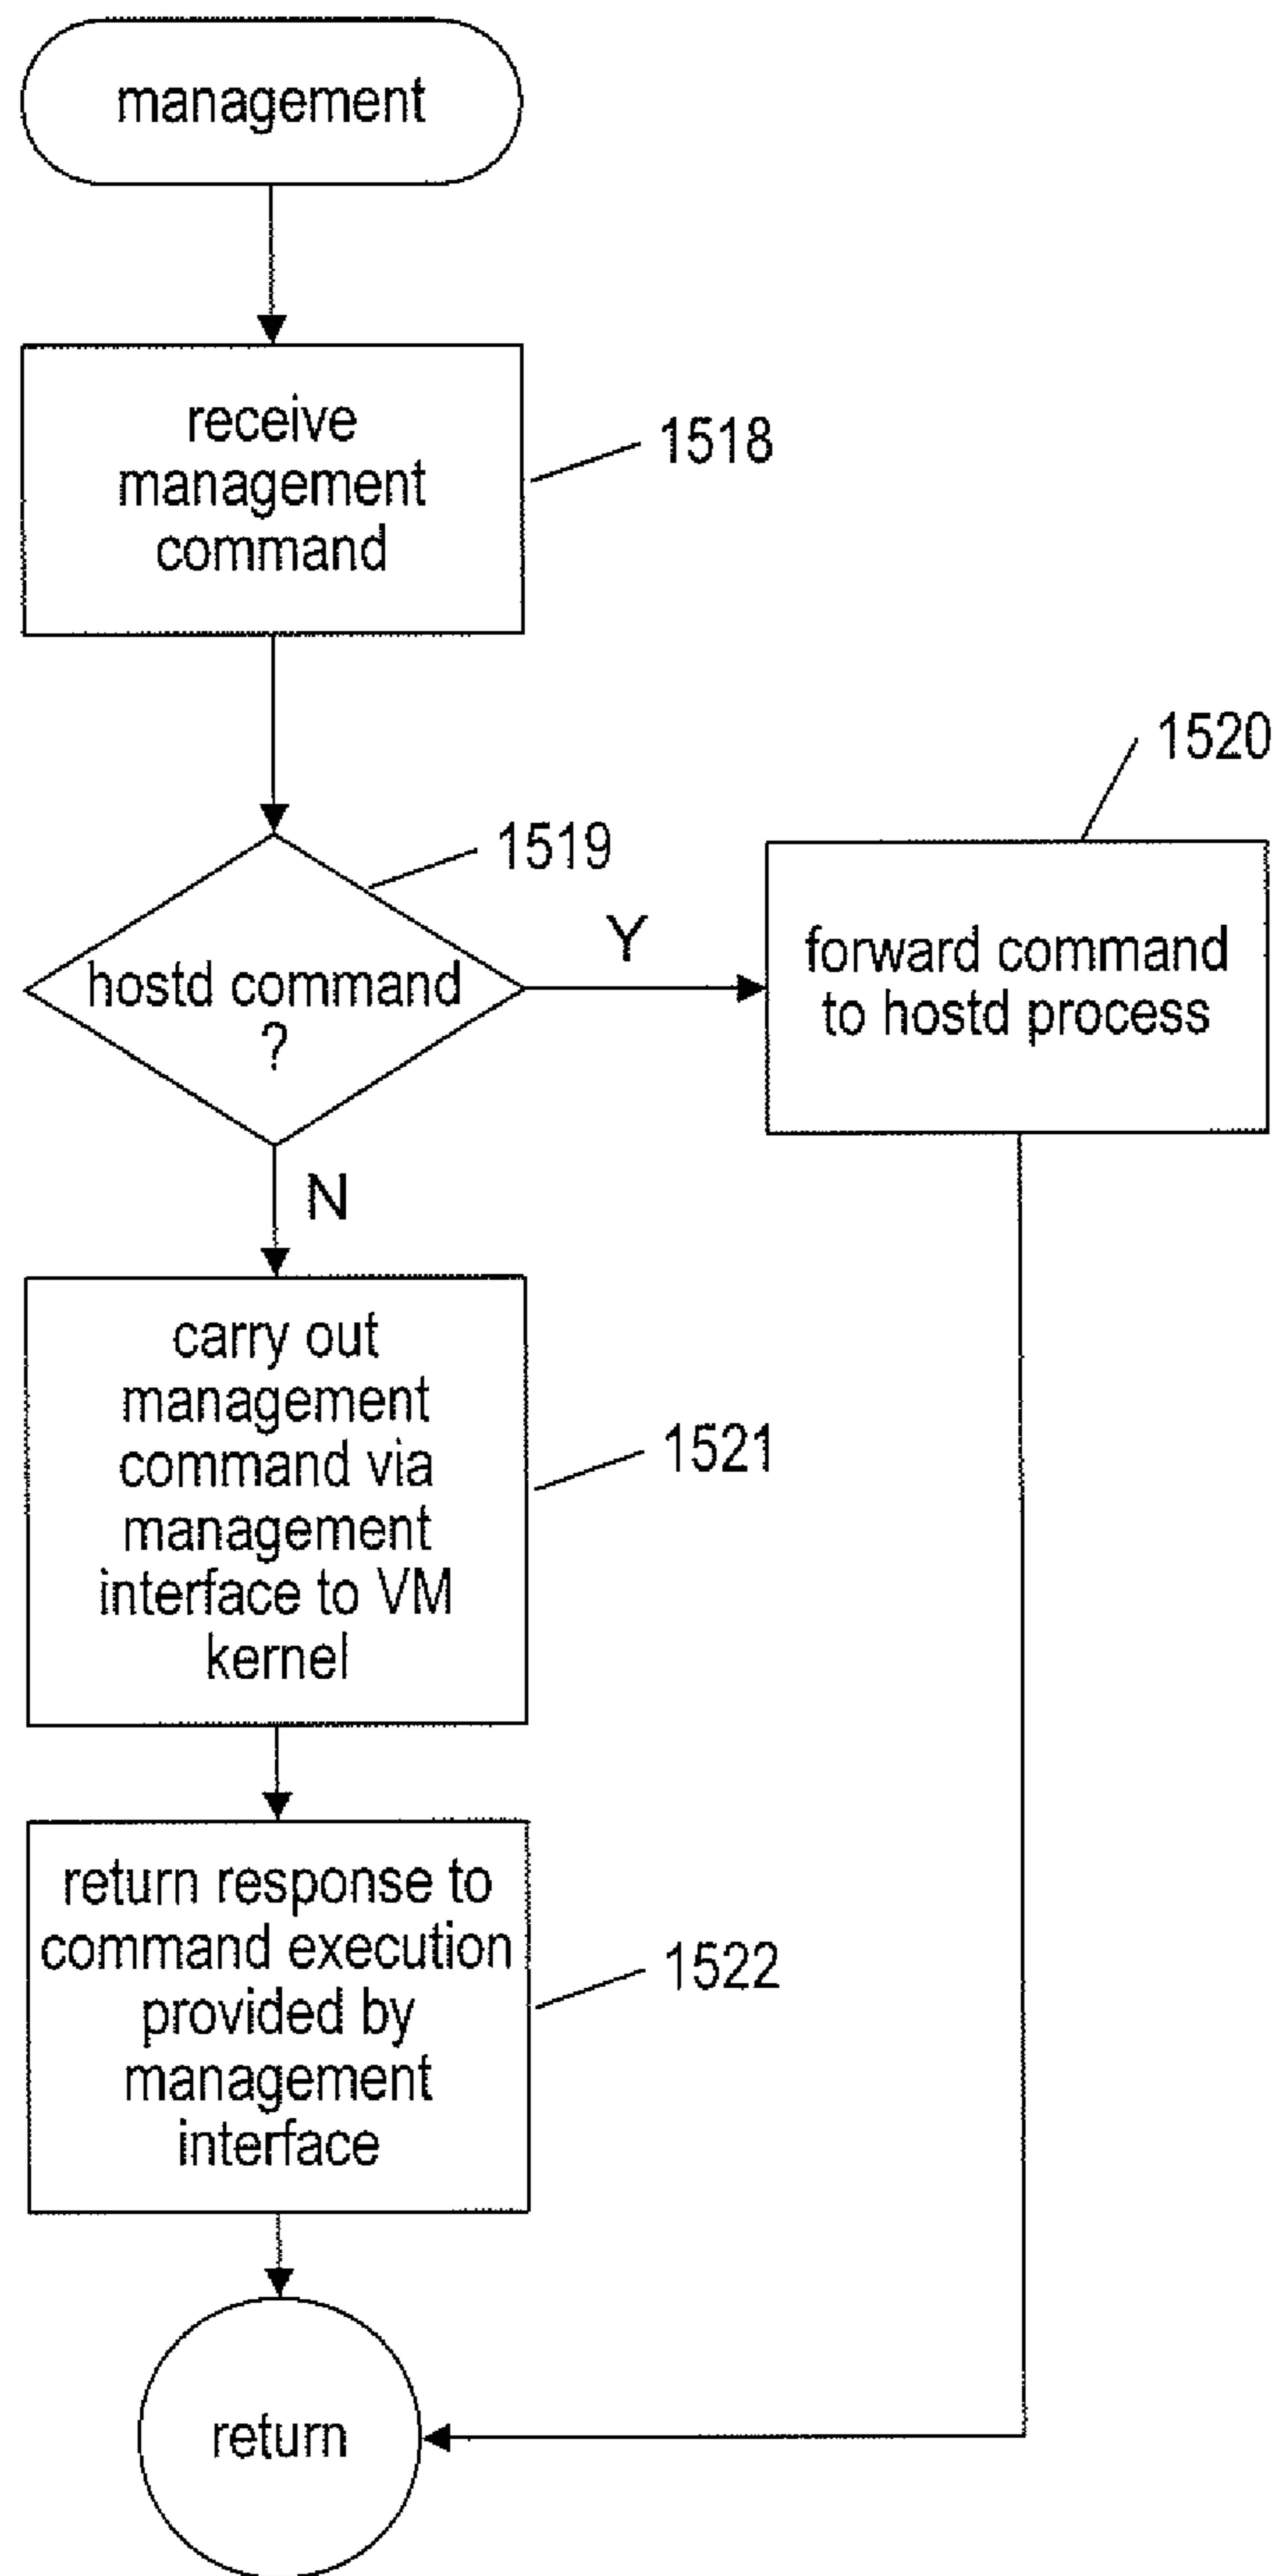 management
receive
management
command
1518
1519
hostd command
?
Y
1520
forward command
to hostd process
N
carry out
management
command via
management
interface to VM
kernel
1521
return response to
command execution
provided by
management
interface
1522
return